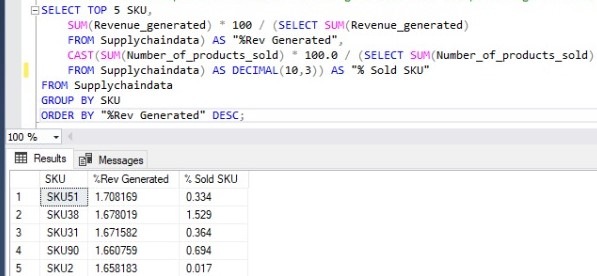 SELECT TOP 5 SKU,
SUM(Revenue_generated) * 100 / (SELECT SUM(Revenue_generated)
FROM Supplychaindata) AS "%Rev Generated",
CAST(SUM(Number_of_products_sold) * 100.0 / (SELECT SUM(Number_of_products_sold)
FROM Supplychaindata) AS DECIMAL(10,3)) AS "% Sold SKU"
FROM Supplychaindata
GROUP BY SKU
ORDER BY "%Rev Generated" DESC;
100 %
Results Messages
SKU %Rev Generated % Sold SKU
1 SKU51 1.708169 0.334
2 SKU38 1.678019 1.529
3 SKU31 1.671582 0.364
4 SKU90 1.660759 0.694
5 SKU2 1.658183 0.017